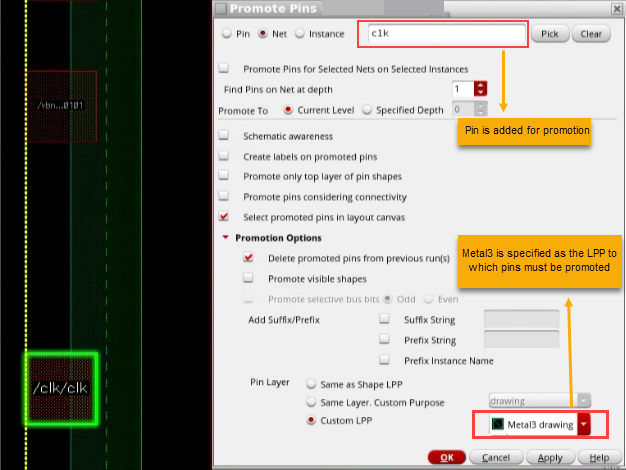 Promote Pins
Pin Net Instance clk Pick Clear
Promote Pins for Selected Nets on Selected Instances
Find Pins on Net at depth 1
Promote To Current Level Specified Depth 0
Pin is added for promotion
Schematic awareness
Create labels on promoted pins
Promote only top layer of pin shapes
Promote pins considering connectivity
Select promoted pins in layout canvas
Promotion Options
Metal3 is specified as the LPP to
which pins must be promoted
Delete promoted pins from previous run(s)
Promote visible shapes
Promote selective bus bits Odd Even
Add Suffix/Prefix Suffix String
Prefix String
Prefix Instance Name
Pin Layer Same as Shape LPP
Same Layer. Custom Purpose drawing
Custom LPP Metal3 drawing
OK Cancel Apply Help
/vbn...0101
/clk/clk